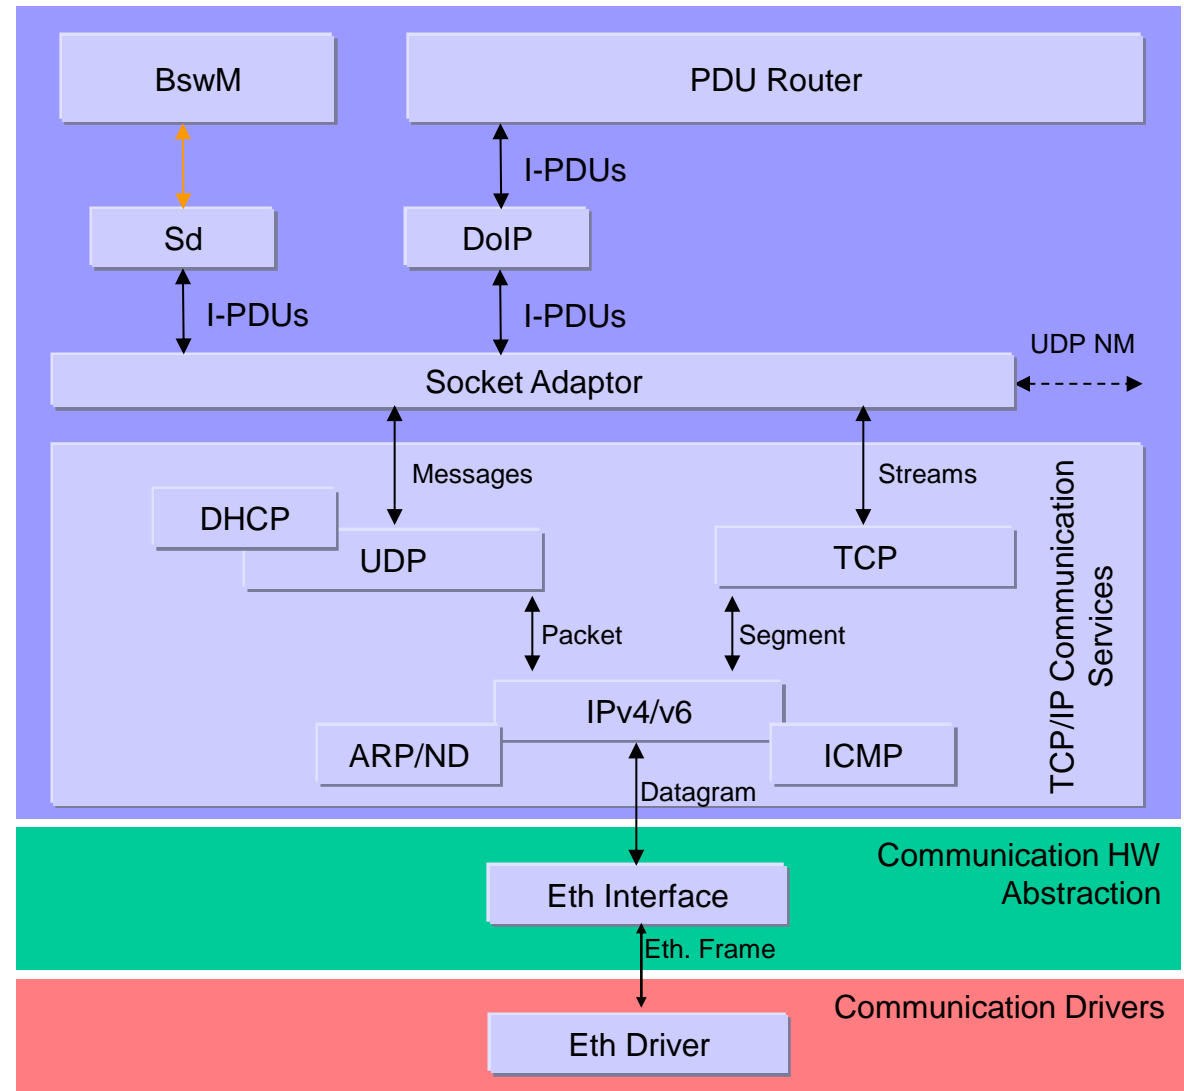 BswM
PDU Router
I-PDUs
Sd
DoIP
I-PDUs
I-PDUs
UDP NM
Socket Adaptor
Messages
Streams
DHCP
UDP
TCP
Packet
Segment
IPv4/v6
ARP/ND
ICMP
Datagram
TCP/IP Communication
Services
Communication HW
Abstraction
Eth Interface
Eth. Frame
Communication Drivers
Eth Driver